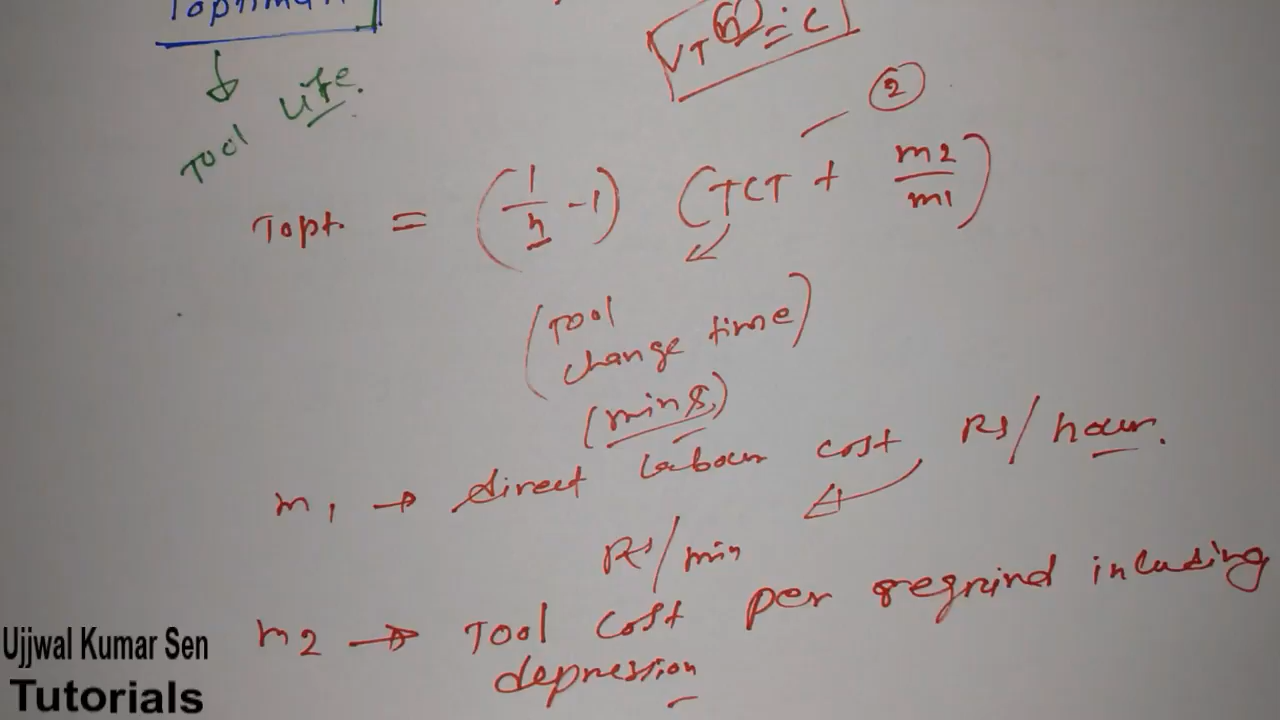 Toptimum
VT^n = C
Tool Life.
2
Topt. = (1/n - 1) (TCT + m2/m1)
(Tool
change time)
(mins.)
m1 → direct labour cost Rs/hour.
Rs/min
m2 → Tool cost per regrind including
depression
Ujjwal Kumar Sen
Tutorials